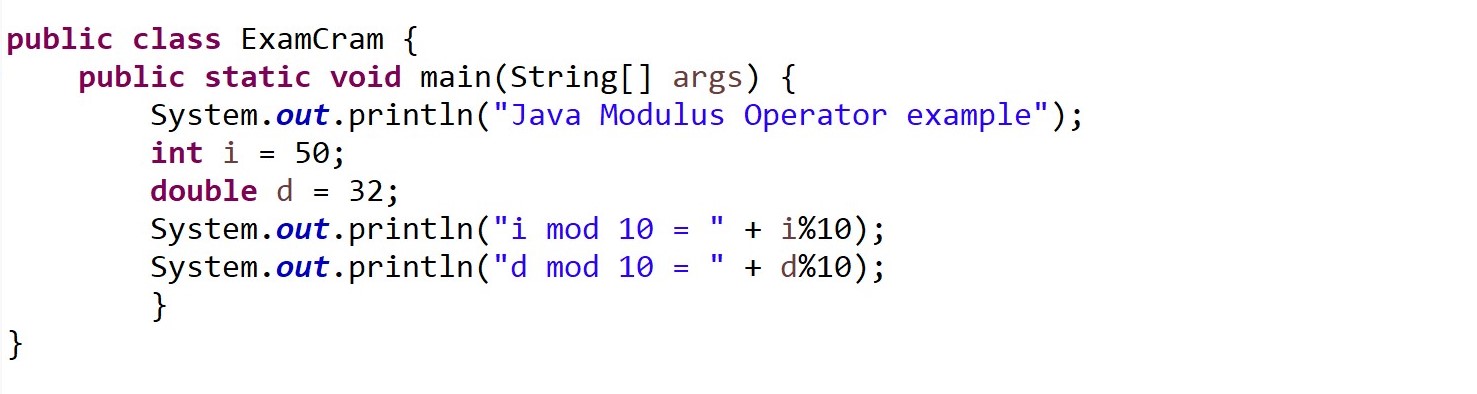 public class ExamCram {
    public static void main(String[] args) {
        System.out.println("Java Modulus Operator example");
        int i = 50;
        double d = 32;
        System.out.println("i mod 10 = " + i%10);
        System.out.println("d mod 10 = " + d%10);
        }
}